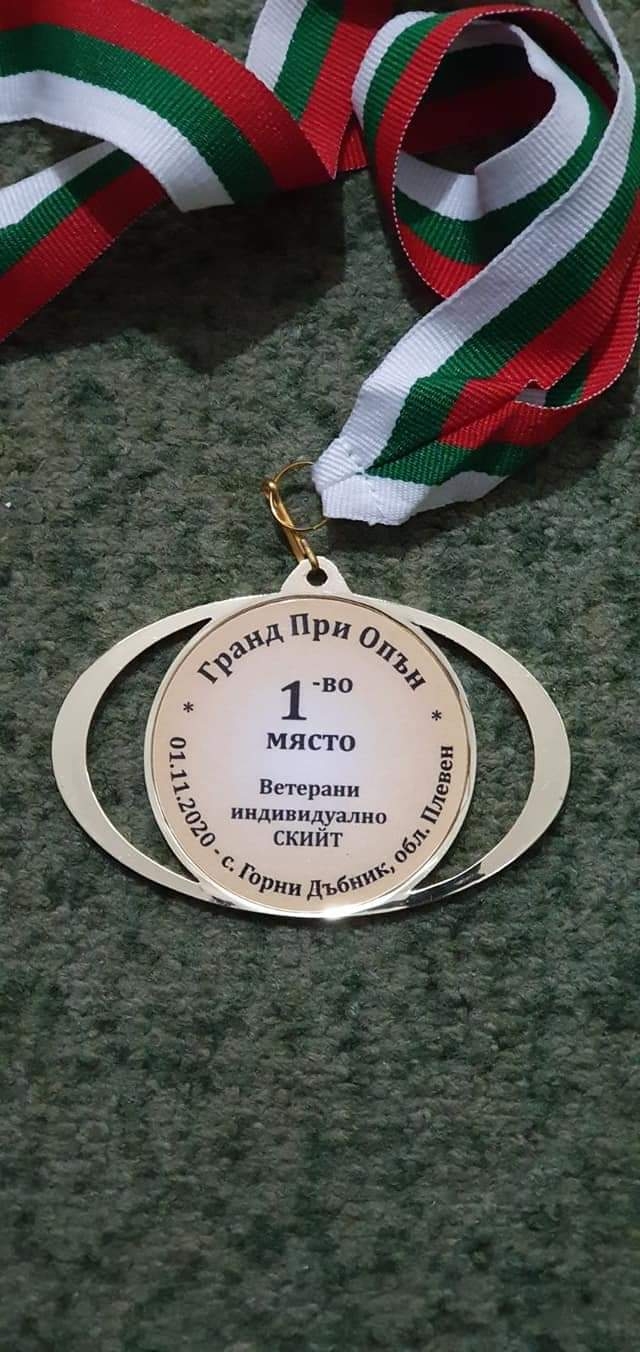 Гранд При Опън
1-во
място
Ветерани
индивидуално
СКИЙТ
* 01.11.2020 - с. Горни Дъбник, обл. Плевен *